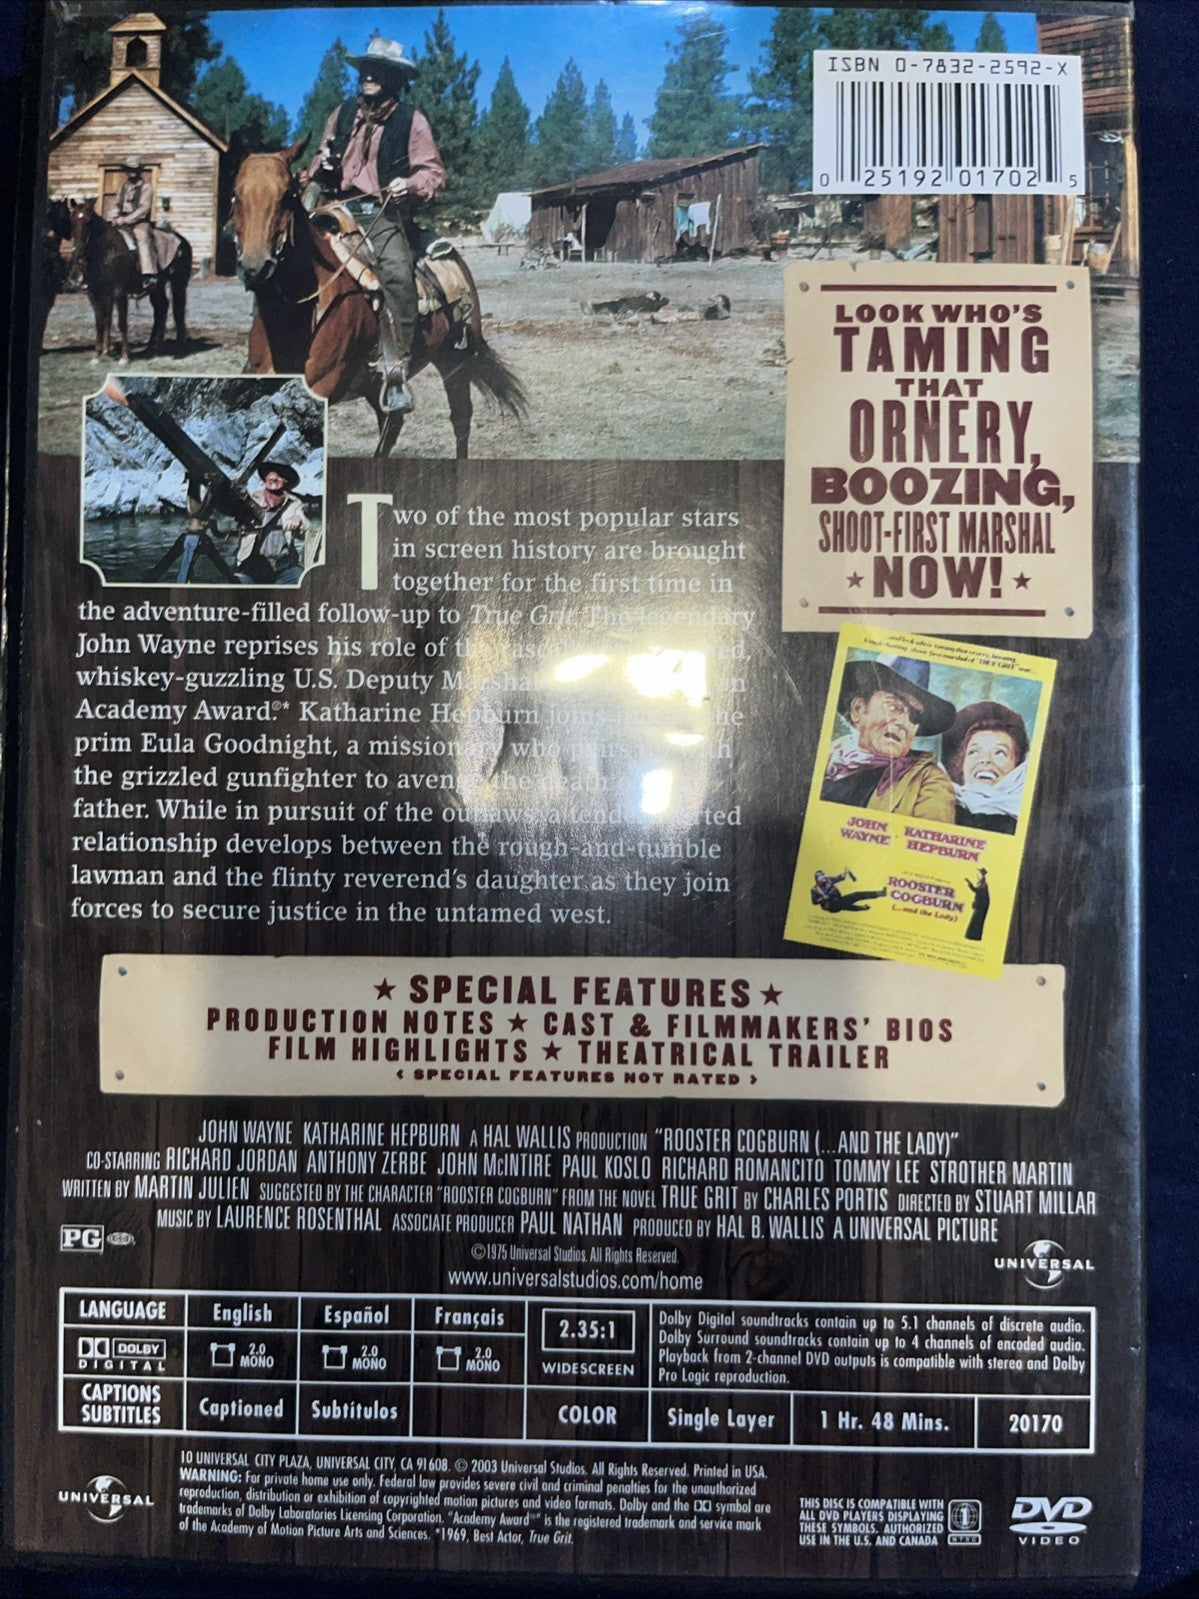 ISBN 0-7832-2592-X
0 25192 01702 5
LOOK WHO'S
TAMING
THAT
ORNERY,
BOOZING,
SHOOT-FIRST MARSHAL
NOW!
Two of the most popular stars
in screen history are brought
together for the first time in
the adventure-filled follow-up to True Grit. The legendary
John Wayne reprises his role of the
whiskey-guzzling U.S. Deputy Marshal
Academy Award®* Katharine Hepburn joins
prim Eula Goodnight, a missionary who pairs
the grizzled gunfighter to avenge the death
father. While in pursuit of the outlaws, a
relationship develops between the rough-and-tumble
lawman and the flinty reverend's daughter as they join
forces to secure justice in the untamed west.
JOHN WAYNE KATHARINE HEPBURN
ROOSTER
COGBURN
(...and the Lady)
SPECIAL FEATURES
PRODUCTION NOTES ★ CAST & FILMMAKERS' BIOS
FILM HIGHLIGHTS ★ THEATRICAL TRAILER
< SPECIAL FEATURES NOT RATED >
JOHN WAYNE KATHARINE HEPBURN A HAL WALLIS PRODUCTION "ROOSTER COGBURN (...AND THE LADY)"
CO-STARRING RICHARD JORDAN ANTHONY ZERBE JOHN McINTIRE PAUL KOSLO RICHARD ROMANCITO TOMMY LEE STROTHER MARTIN
WRITTEN BY MARTIN JULIEN SUGGESTED BY THE CHARACTER "ROOSTER COGBURN" FROM THE NOVEL TRUE GRIT BY CHARLES PORTIS DIRECTED BY STUART MILLAR
MUSIC BY LAURENCE ROSENTHAL ASSOCIATE PRODUCER PAUL NATHAN PRODUCED BY HAL B. WALLIS A UNIVERSAL PICTURE
PG
©1975 Universal Studios. All Rights Reserved.
www.universalstudios.com/home
UNIVERSAL
LANGUAGE English Español Français
DOLBY DIGITAL 2.0 MONO 2.0 MONO 2.0 MONO
2.35:1
WIDESCREEN
Dolby Digital soundtracks contain up to 5.1 channels of discrete audio.
Dolby Surround soundtracks contain up to 4 channels of encoded audio.
Playback from 2-channel DVD outputs is compatible with stereo and Dolby
Pro Logic reproduction.
CAPTIONS SUBTITLES Captioned Subtítulos COLOR Single Layer 1 Hr. 48 Mins. 20170
UNIVERSAL
10 UNIVERSAL CITY PLAZA, UNIVERSAL CITY, CA 91608. © 2003 Universal Studios. All Rights Reserved. Printed in USA.
WARNING: For private home use only. Federal law provides severe civil and criminal penalties for the unauthorized
reproduction, distribution or exhibition of copyrighted motion pictures and video formats. Dolby and the DD symbol are
trademarks of Dolby Laboratories Licensing Corporation. "Academy Award®" is the registered trademark and service mark
of the Academy of Motion Picture Arts and Sciences. *1969, Best Actor, True Grit.
THIS DISC IS COMPATIBLE WITH
ALL DVD PLAYERS DISPLAYING
THESE SYMBOLS. AUTHORIZED
USE IN THE U.S. AND CANADA
1
NTSC
DVD
VIDEO